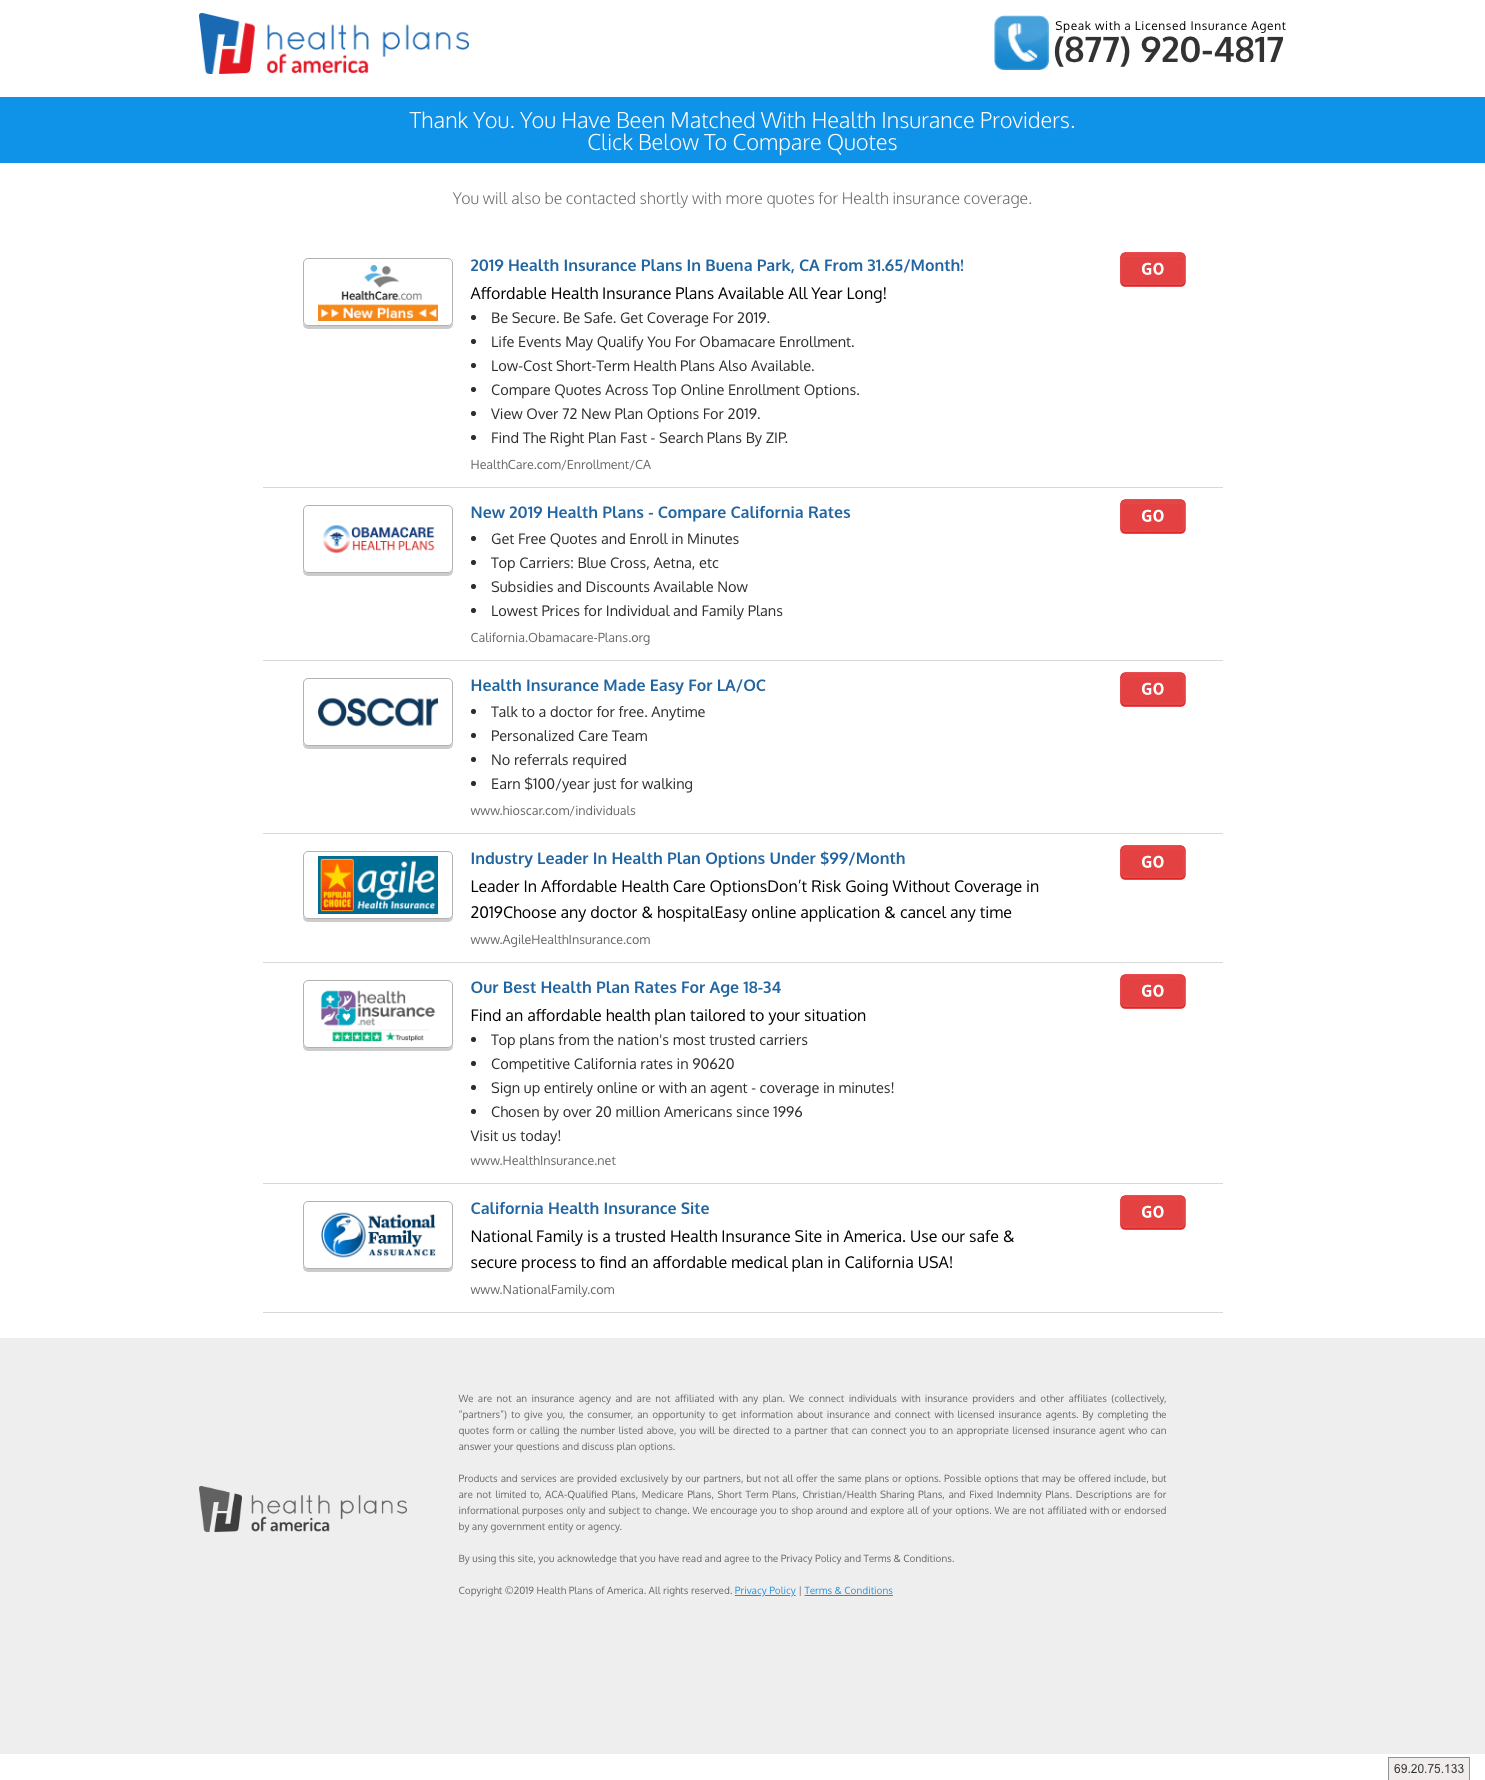 health plans
of america
Speak with a Licensed Insurance Agent
(877) 920-4817
Thank You. You Have Been Matched With Health Insurance Providers.
Click Below To Compare Quotes
You will also be contacted shortly with more quotes for Health insurance coverage.
HealthCare.com
New Plans
2019 Health Insurance Plans In Buena Park, CA From 31.65/Month!
GO
Affordable Health Insurance Plans Available All Year Long!
• Be Secure. Be Safe. Get Coverage For 2019.
• Life Events May Qualify You For Obamacare Enrollment.
• Low-Cost Short-Term Health Plans Also Available.
• Compare Quotes Across Top Online Enrollment Options.
• View Over 72 New Plan Options For 2019.
• Find The Right Plan Fast - Search Plans By ZIP.
HealthCare.com/Enrollment/CA
OBAMACARE
HEALTH PLANS
New 2019 Health Plans - Compare California Rates
GO
• Get Free Quotes and Enroll in Minutes
• Top Carriers: Blue Cross, Aetna, etc
• Subsidies and Discounts Available Now
• Lowest Prices for Individual and Family Plans
California.Obamacare-Plans.org
oscar
Health Insurance Made Easy For LA/OC
GO
• Talk to a doctor for free. Anytime
• Personalized Care Team
• No referrals required
• Earn $100/year just for walking
www.hioscar.com/individuals
POPULAR
CHOICE
agile
Health Insurance
Industry Leader In Health Plan Options Under $99/Month
GO
Leader In Affordable Health Care OptionsDon’t Risk Going Without Coverage in
2019Choose any doctor & hospitalEasy online application & cancel any time
www.AgileHealthInsurance.com
health
insurance
.net
Trustpilot
Our Best Health Plan Rates For Age 18-34
GO
Find an affordable health plan tailored to your situation
• Top plans from the nation's most trusted carriers
• Competitive California rates in 90620
• Sign up entirely online or with an agent - coverage in minutes!
• Chosen by over 20 million Americans since 1996
Visit us today!
www.HealthInsurance.net
National
Family
ASSURANCE
California Health Insurance Site
GO
National Family is a trusted Health Insurance Site in America. Use our safe &
secure process to find an affordable medical plan in California USA!
www.NationalFamily.com
health plans
of america
We are not an insurance agency and are not affiliated with any plan. We connect individuals with insurance providers and other affiliates (collectively,
“partners”) to give you, the consumer, an opportunity to get information about insurance and connect with licensed insurance agents. By completing the
quotes form or calling the number listed above, you will be directed to a partner that can connect you to an appropriate licensed insurance agent who can
answer your questions and discuss plan options.
Products and services are provided exclusively by our partners, but not all offer the same plans or options. Possible options that may be offered include, but
are not limited to, ACA-Qualified Plans, Medicare Plans, Short Term Plans, Christian/Health Sharing Plans, and Fixed Indemnity Plans. Descriptions are for
informational purposes only and subject to change. We encourage you to shop around and explore all of your options. We are not affiliated with or endorsed
by any government entity or agency.
By using this site, you acknowledge that you have read and agree to the Privacy Policy and Terms & Conditions.
Copyright ©2019 Health Plans of America. All rights reserved. Privacy Policy | Terms & Conditions
69.20.75.133